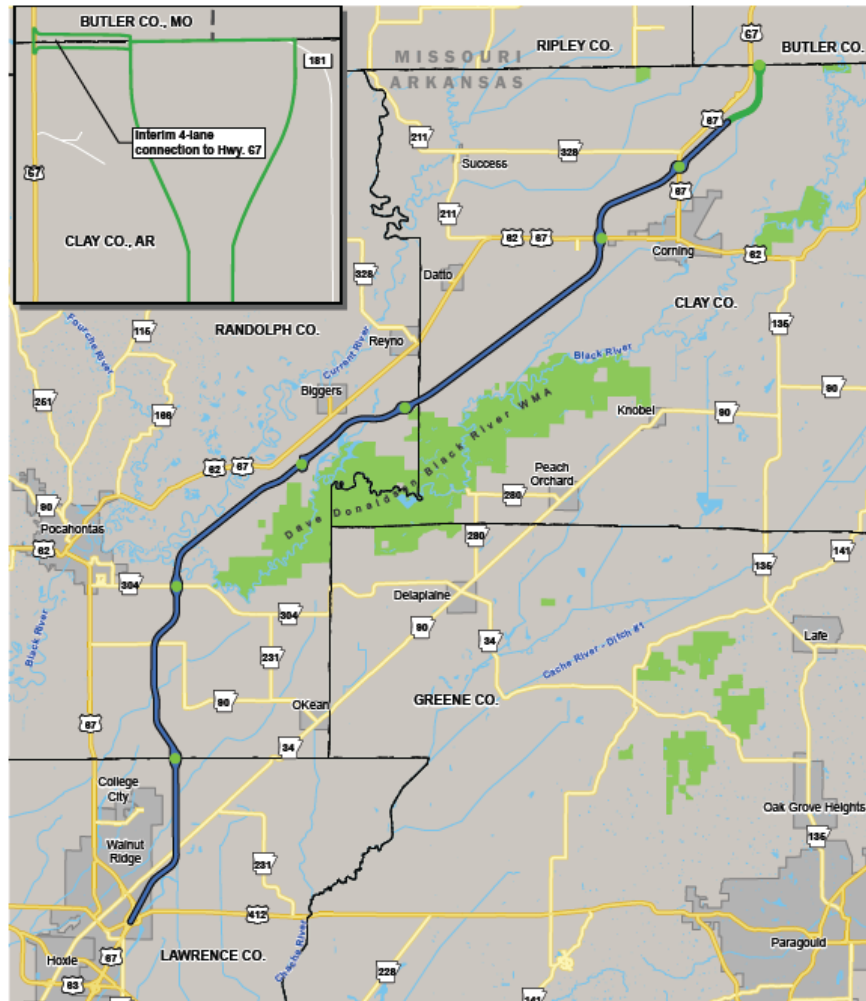 BUTLER CO., MO
181
Interim 4-lane
connection to Hwy. 67
67
CLAY CO., AR
MISSOURI
ARKANSAS
RIPLEY CO.
67
BUTLER CO.
211
Success
328
67
67
211
62
67
Corning
62
Datto
328
CLAY CO.
135
Fourche River
115
RANDOLPH CO.
Current River
Reyno
Black River
Biggers
251
166
90
Knobel
90
Dave Donaldson Black River WMA
62
67
Peach
Orchard
280
90
Pocahontas
62
280
141
135
304
Delaplaine
304
Black River
90
34
Lafe
231
Cache River - Ditch #1
90
OKean
GREENE CO.
67
34
College
City
Oak Grove Heights
Walnut
Ridge
135
231
412
Chache River
Paragould
67
LAWRENCE CO.
Hoxie
63
228
141